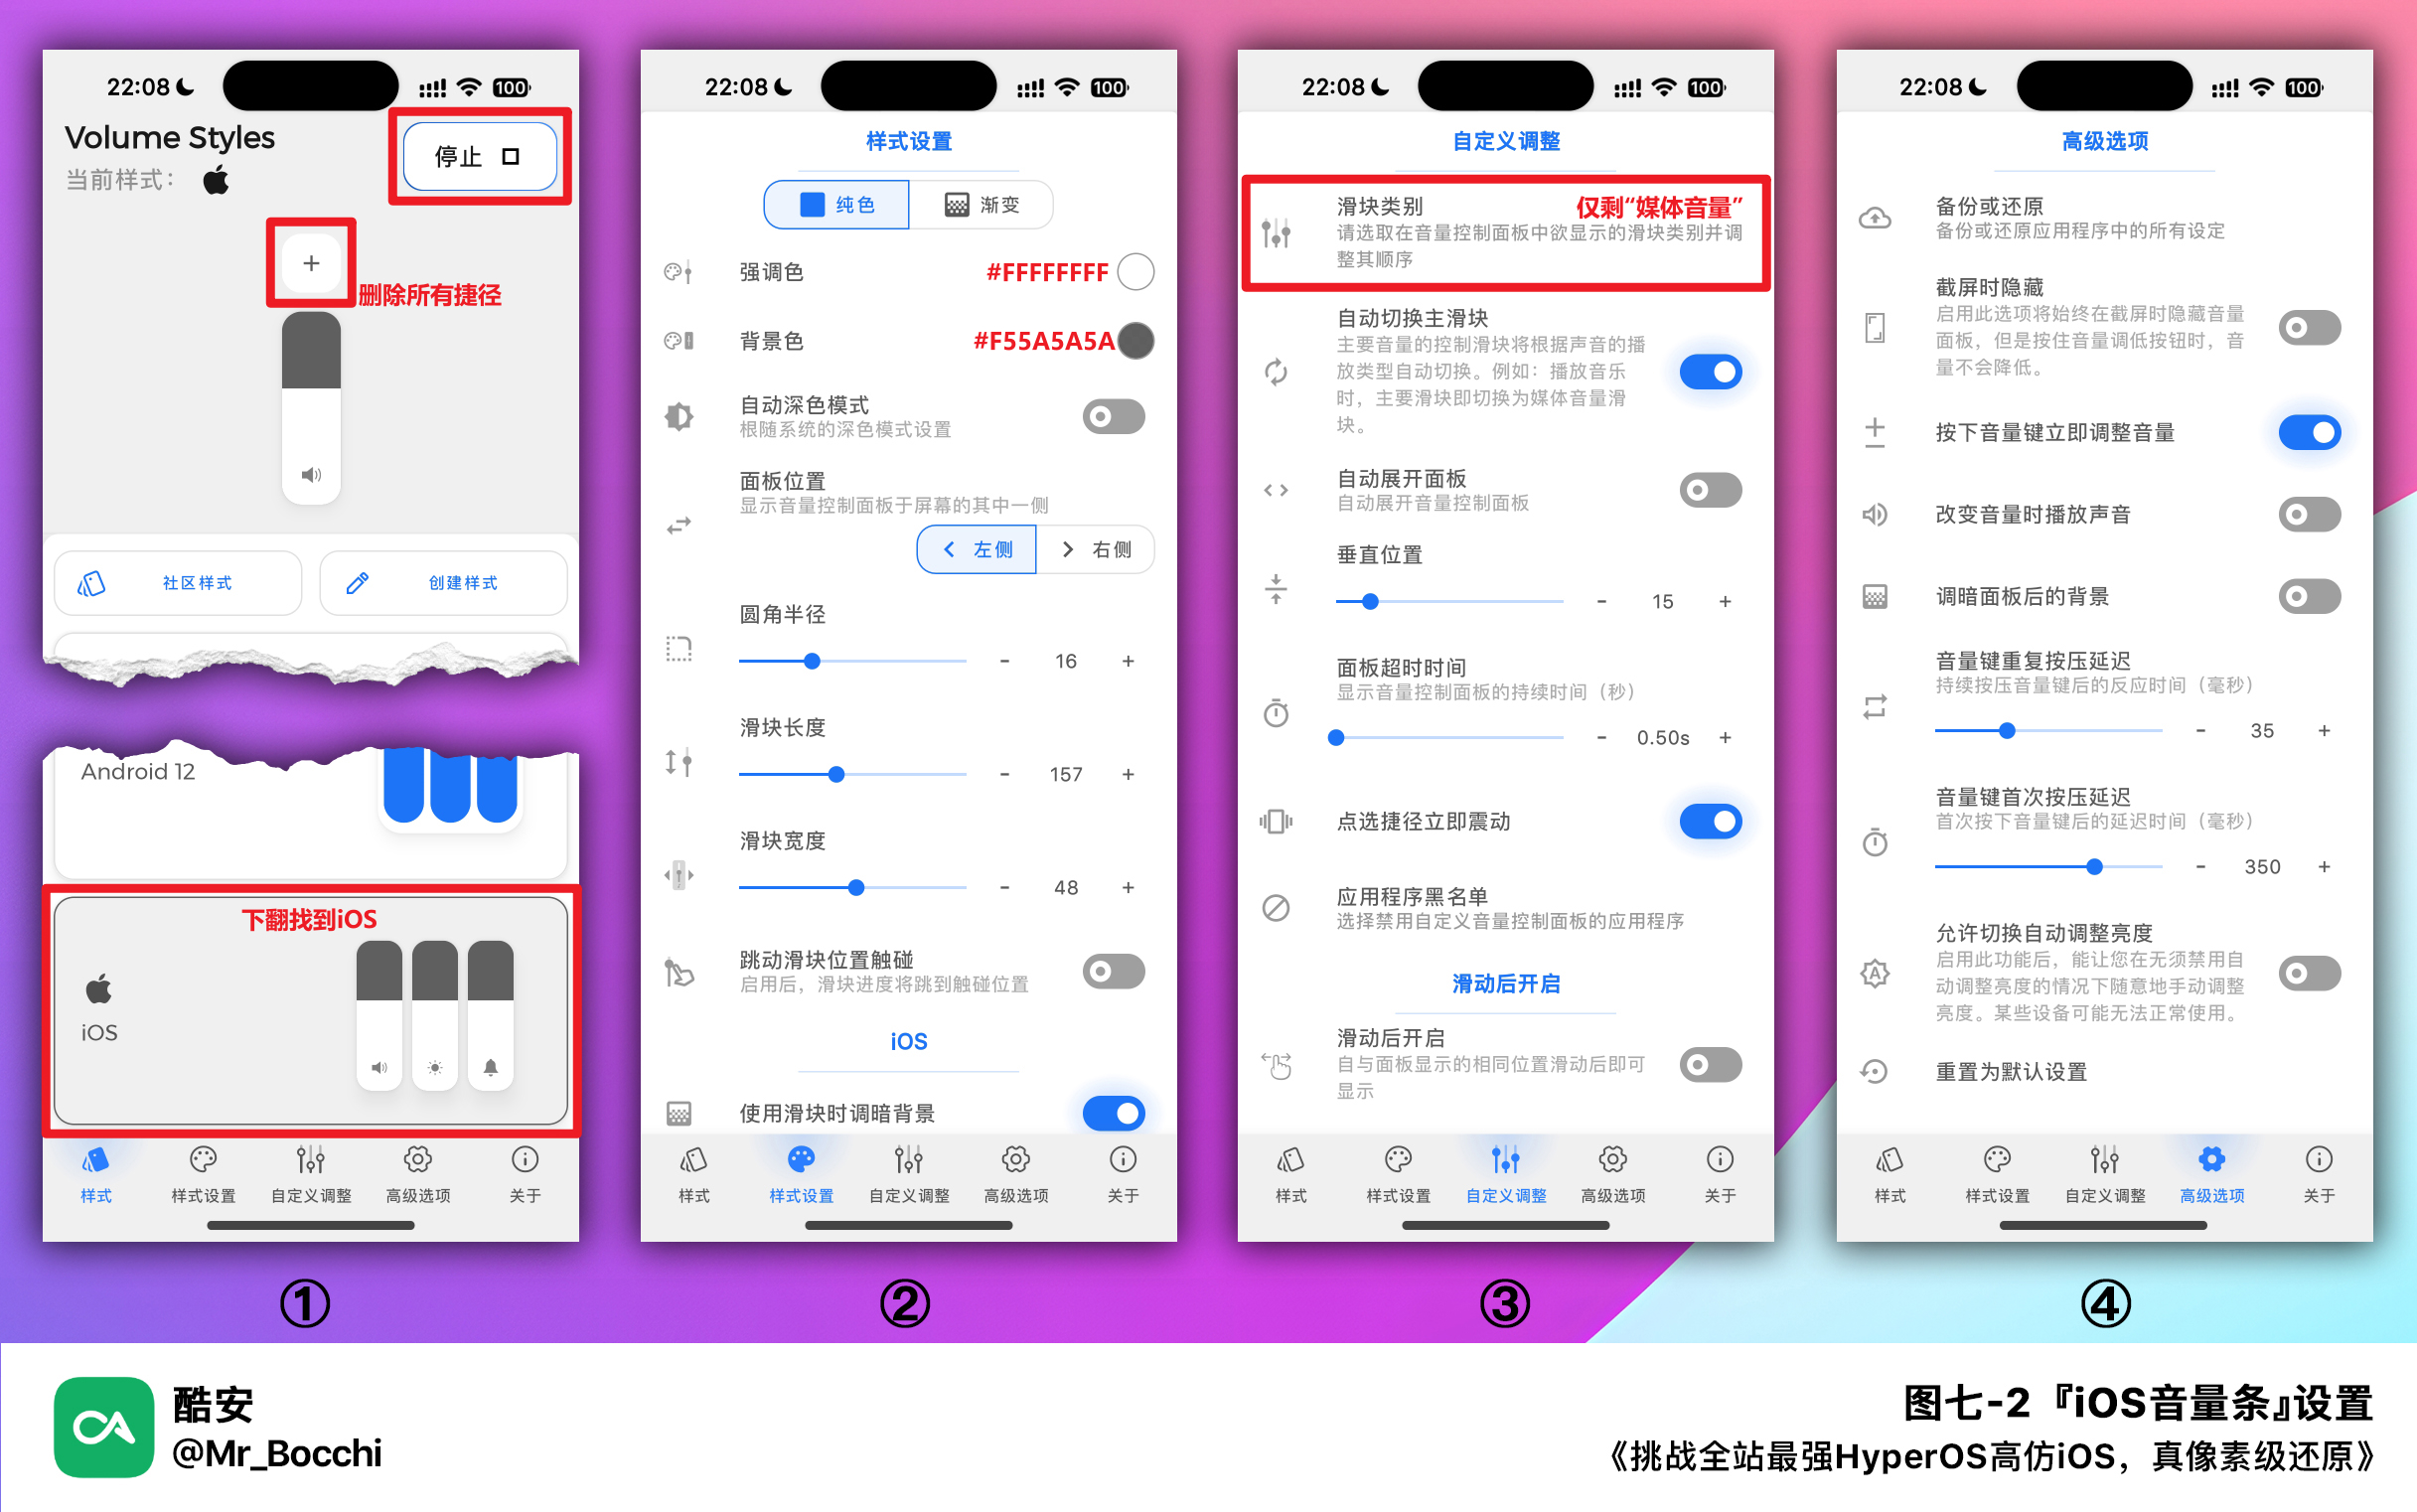 22:08
100
Volume Styles
停止
当前样式：
+
删除所有捷径
社区样式
创建样式
Android 12
下翻找到iOS
iOS
样式
样式设置
自定义调整
高级选项
关于
①
22:08
100
样式设置
纯色
渐变
强调色
#FFFFFFFF
背景色
#F55A5A5A
自动深色模式
根随系统的深色模式设置
面板位置
显示音量控制面板于屏幕的其中一侧
左侧
右侧
圆角半径
- 16 +
滑块长度
- 157 +
滑块宽度
- 48 +
跳动滑块位置触碰
启用后，滑块进度将跳到触碰位置
iOS
使用滑块时调暗背景
样式
样式设置
自定义调整
高级选项
关于
②
22:08
100
自定义调整
滑块类别
仅剩“媒体音量”
请选取在音量控制面板中欲显示的滑块类别并调
整其顺序
自动切换主滑块
主要音量的控制滑块将根据声音的播
放类型自动切换。例如：播放音乐
时，主要滑块即切换为媒体音量滑
块。
自动展开面板
自动展开音量控制面板
垂直位置
- 15 +
面板超时时间
显示音量控制面板的持续时间（秒）
- 0.50s +
点选捷径立即震动
应用程序黑名单
选择禁用自定义音量控制面板的应用程序
滑动后开启
滑动后开启
自与面板显示的相同位置滑动后即可
显示
样式
样式设置
自定义调整
高级选项
关于
③
22:08
100
高级选项
备份或还原
备份或还原应用程序中的所有设定
截屏时隐藏
启用此选项将始终在截屏时隐藏音量
面板，但是按住音量调低按钮时，音
量不会降低。
按下音量键立即调整音量
改变音量时播放声音
调暗面板后的背景
音量键重复按压延迟
持续按压音量键后的反应时间（毫秒）
- 35 +
音量键首次按压延迟
首次按下音量键后的延迟时间（毫秒）
- 350 +
允许切换自动调整亮度
启用此功能后，能让您在无须禁用自
动调整亮度的情况下随意地手动调整
亮度。某些设备可能无法正常使用。
重置为默认设置
样式
样式设置
自定义调整
高级选项
关于
④
酷安
@Mr_Bocchi
图七-2『iOS音量条』设置
《挑战全站最强HyperOS高仿iOS，真像素级还原》